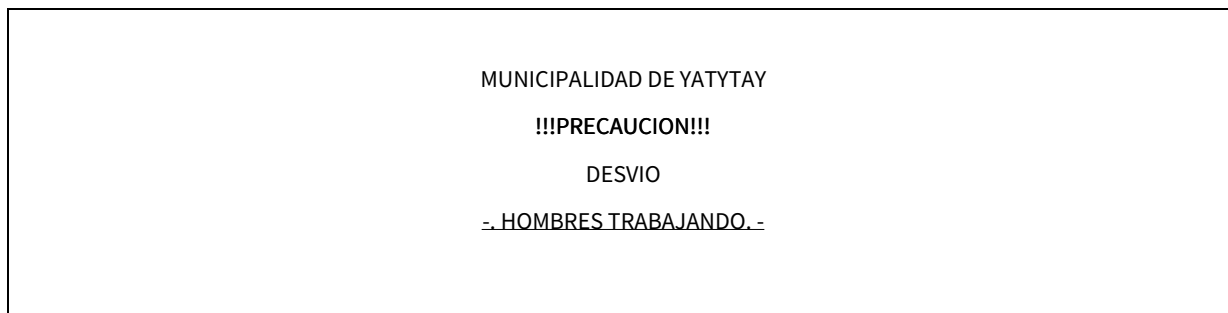 MUNICIPALIDAD DE YATYTAY
!!!PRECAUCION!!!
DESVIO
-. HOMBRES TRABAJANDO. -